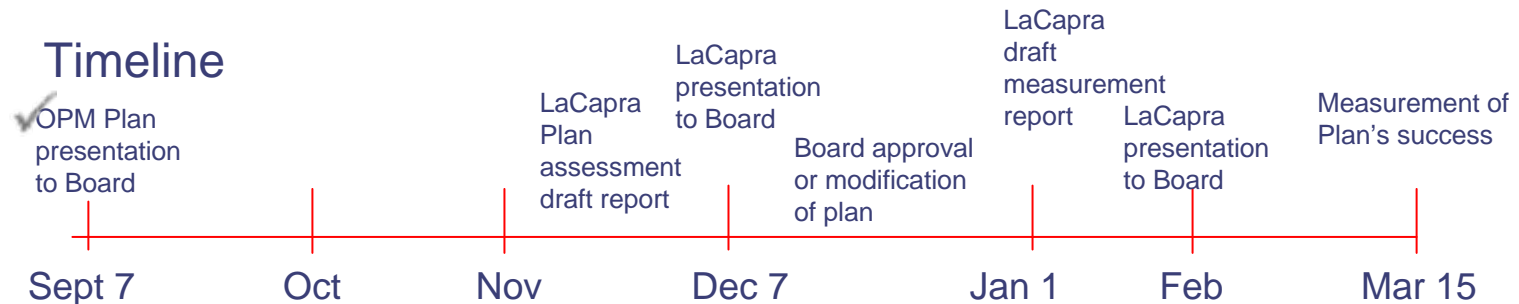 Timeline
OPM Plan
presentation
to Board
LaCapra
Plan
assessment
draft report
LaCapra
presentation
to Board
Board approval
or modification
of plan
LaCapra
draft
measurement
report
LaCapra
presentation
to Board
Measurement of
Plan’s success
Sept 7 Oct Nov Dec 7 Jan 1 Feb Mar 15